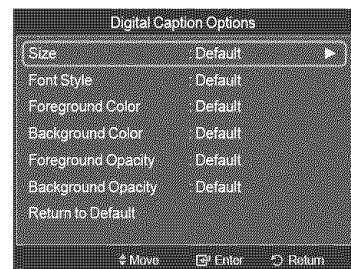 Digital Caption Options
Size : Default
Font Style : Default
Foreground Color : Default
Background Color : Default
Foreground Opacity : Default
Background Opacity : Default
Return to Default
Move Enter Return